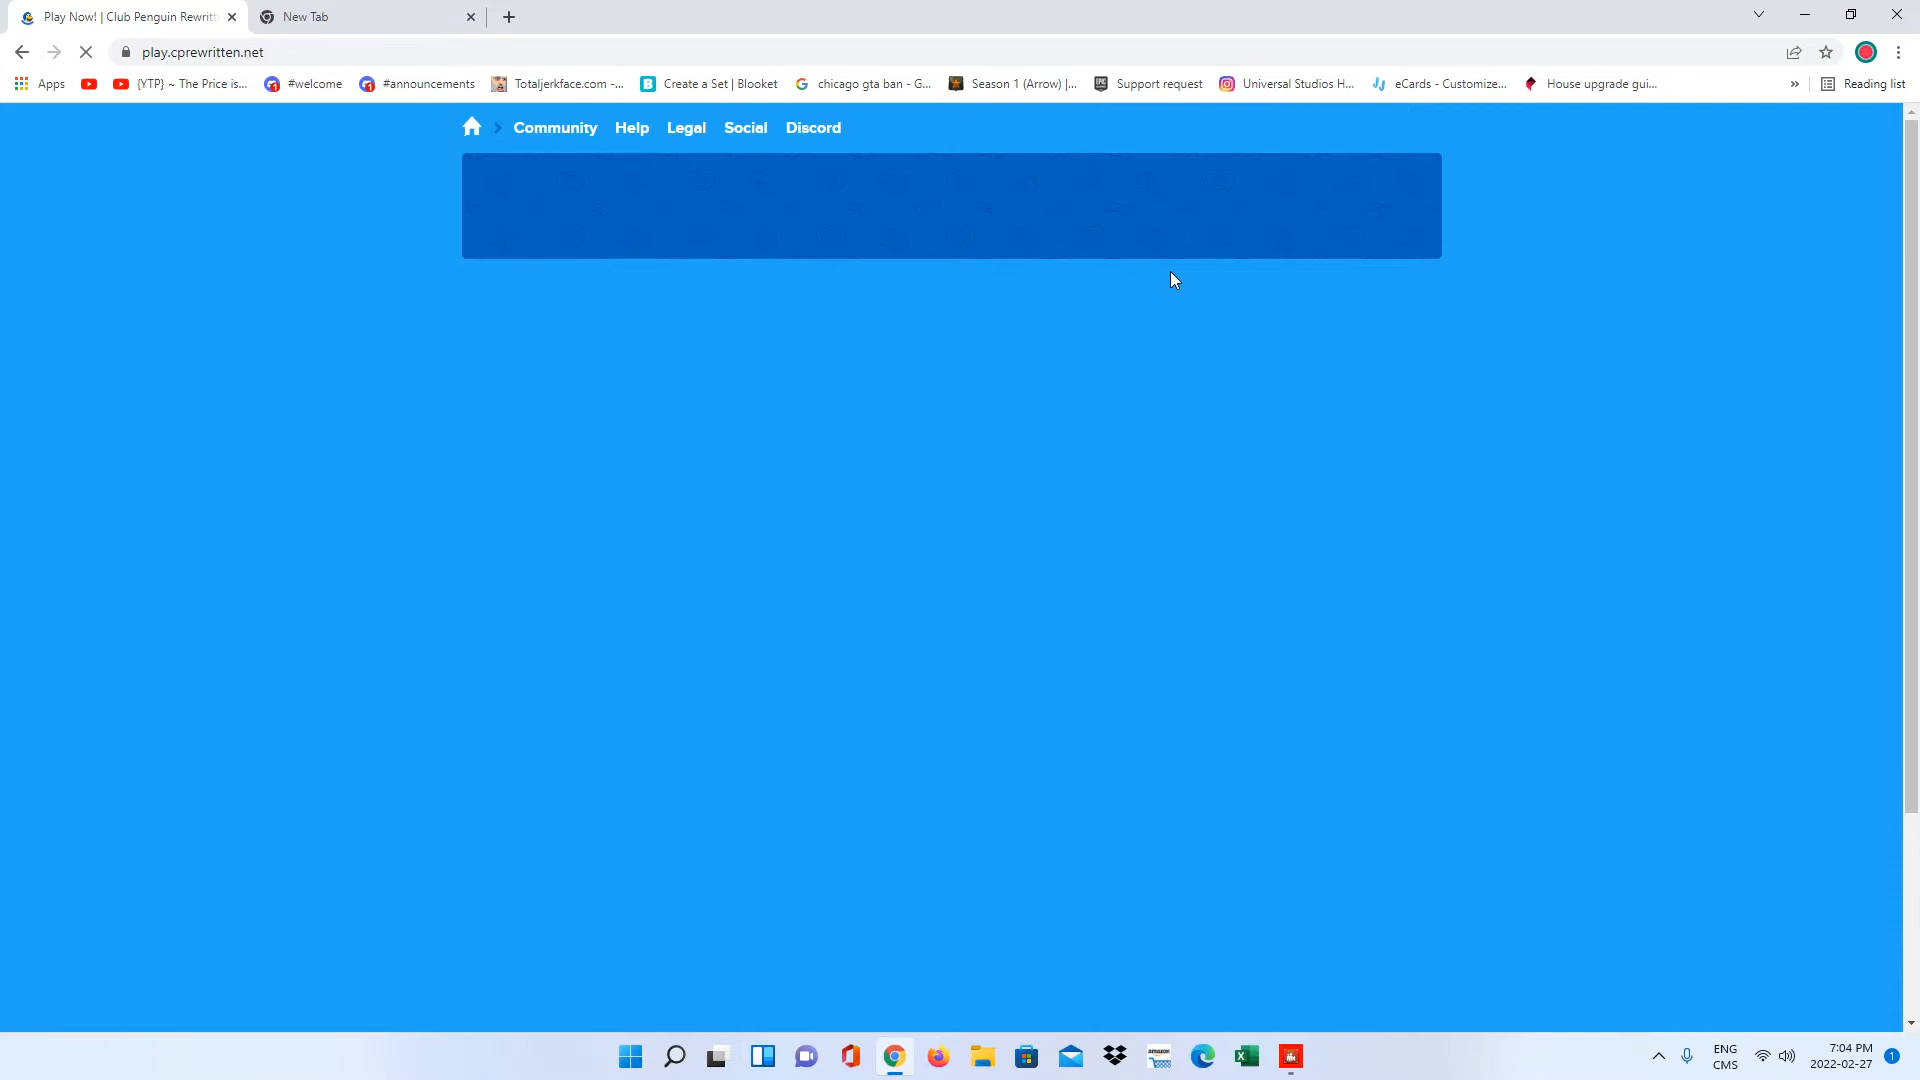 Play Now! | Club Penguin Rewritt
New Tab
play.cprewritten.net
Apps
{YTP} ~ The Price is...
#welcome
#announcements
Totaljerkface.com -...
Create a Set | Blooket
chicago gta ban - G...
Season 1 (Arrow) |...
Support request
Universal Studios H...
eCards - Customize...
House upgrade gui...
»
Reading list
Community
Help
Legal
Social
Discord
ENG
CMS
7:04 PM
2022-02-27
1